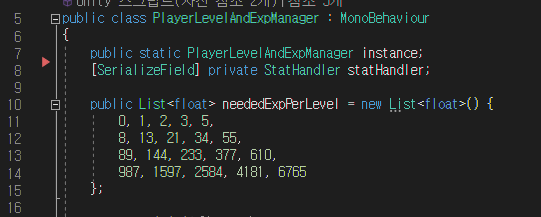 5 public class PlayerLevelAndExpManager : MonoBehaviour
6 {
7 public static PlayerLevelAndExpManager instance;
8 [SerializeField] private StatHandler statHandler;
9
10 public List<float> neededExpPerLevel = new List<float>() {
11 0, 1, 2, 3, 5,
12 8, 13, 21, 34, 55,
13 89, 144, 233, 377, 610,
14 987, 1597, 2584, 4181, 6765
15 };
16